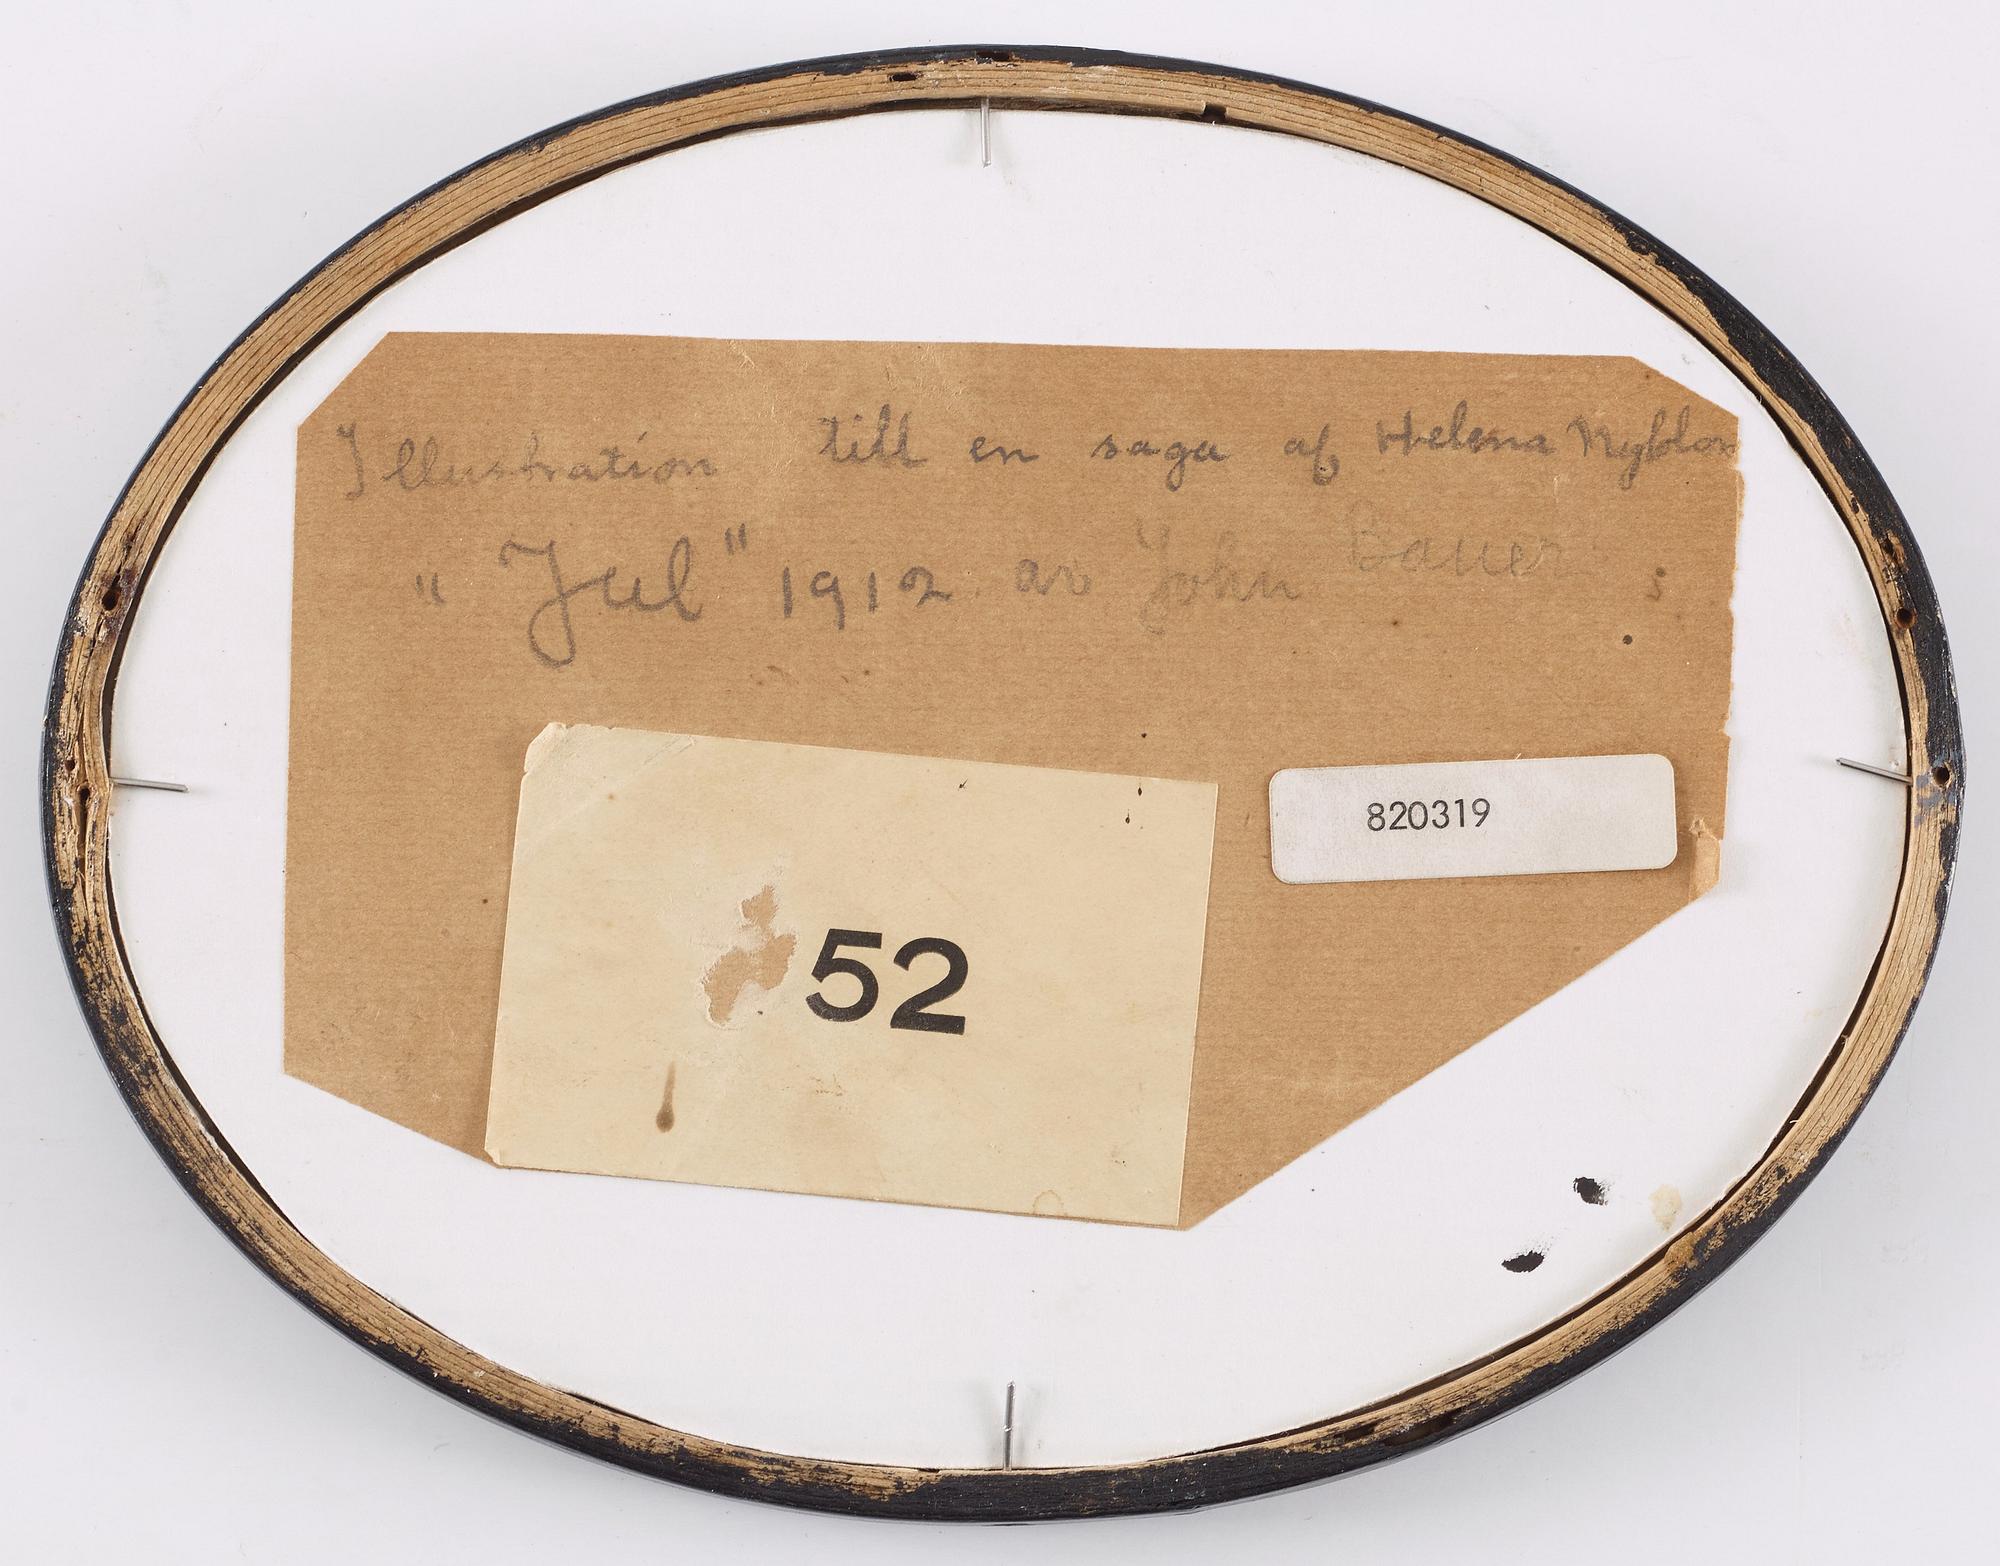 Illustration till en saga af Helena Nyblom
"Jul" 1912 av John Bauer
820319
52